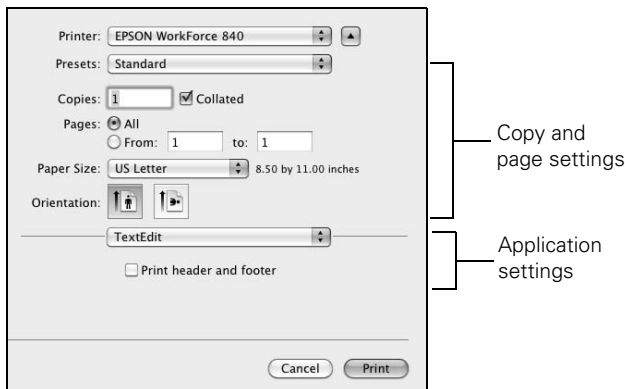 Printer: EPSON WorkForce 840
Presets: Standard
Copies: 1 Collated
Pages: All
From: 1 to: 1
Paper Size: US Letter 8.50 by 11.00 inches
Orientation:
TextEdit
Print header and footer
Cancel Print
Copy and
page settings
Application
settings